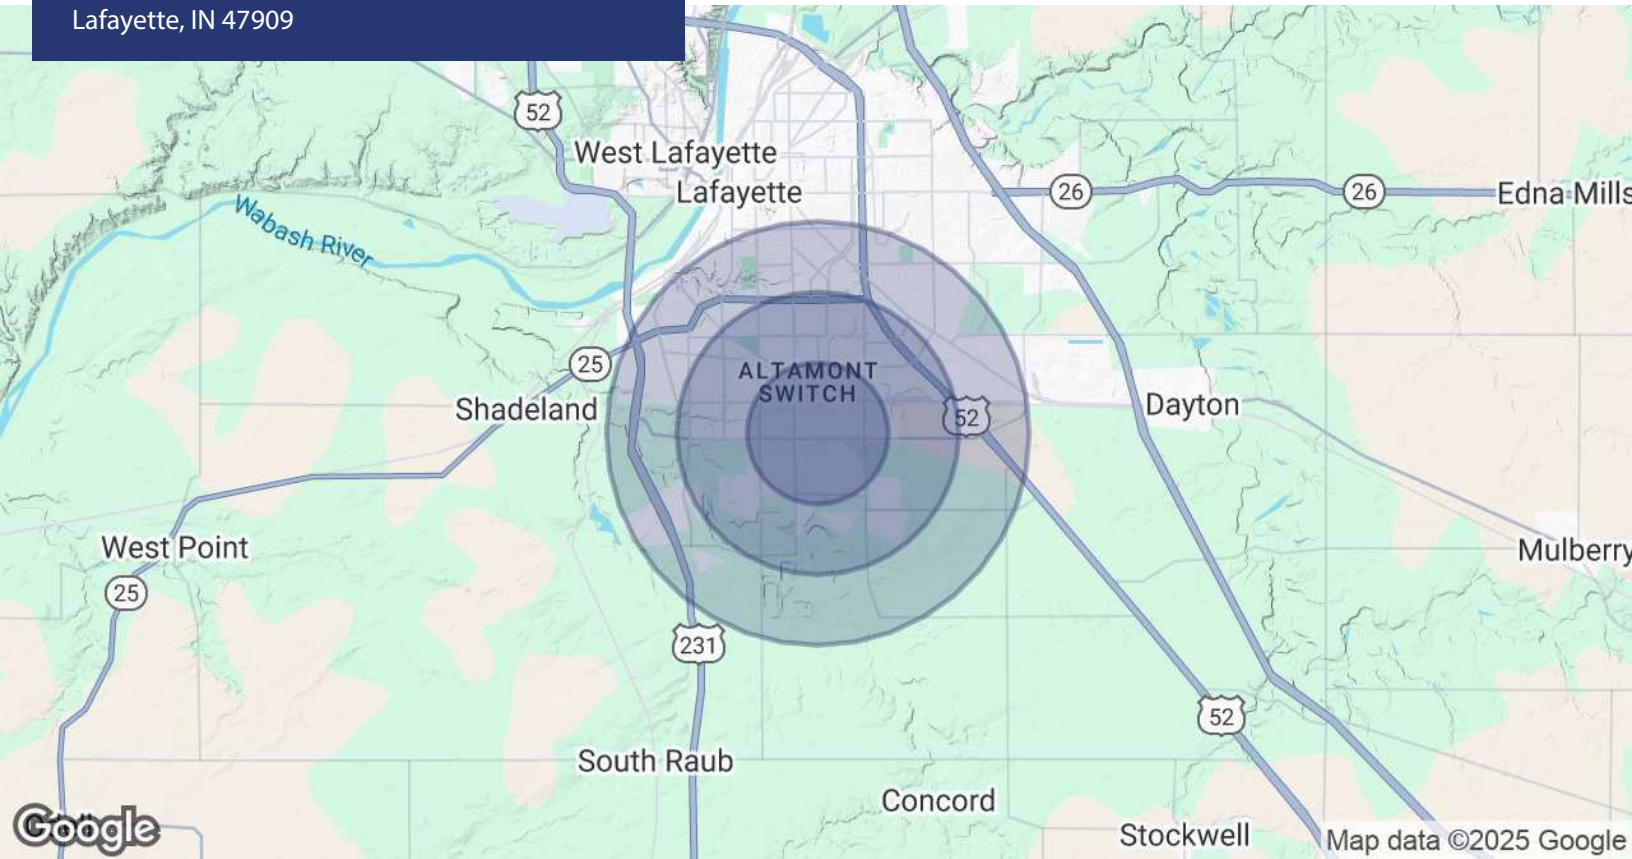 Lafayette, IN 47909
52
West Lafayette
Lafayette
26
26
Edna Mills
Wabash River
ALTAMONT
SWITCH
25
Shadeland
52
Dayton
West Point
25
Mulberry
231
52
South Raub
Concord
Stockwell
Google
Map data ©2025 Google